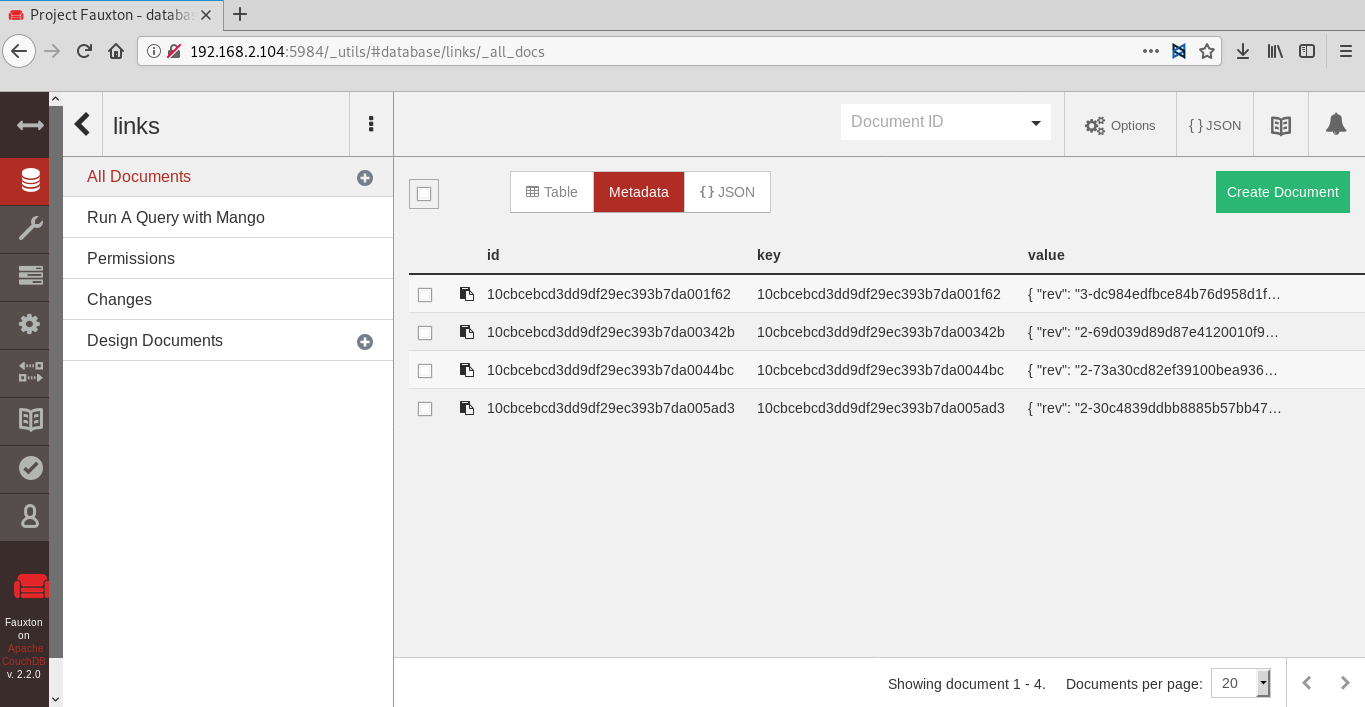 Project Fauxton - databas
192.168.2.104:5984/_utils/#database/links/_all_docs
links
Document ID
Options
{ } JSON
All Documents
Run A Query with Mango
Permissions
Changes
Design Documents
Table
Metadata
{ } JSON
Create Document
id key value
10cbcebcd3dd9df29ec393b7da001f62 10cbcebcd3dd9df29ec393b7da001f62 { "rev": "3-dc984edfbce84b76d958d1f...
10cbcebcd3dd9df29ec393b7da00342b 10cbcebcd3dd9df29ec393b7da00342b { "rev": "2-69d039d89d87e4120010f9...
10cbcebcd3dd9df29ec393b7da0044bc 10cbcebcd3dd9df29ec393b7da0044bc { "rev": "2-73a30cd82ef39100bea936...
10cbcebcd3dd9df29ec393b7da005ad3 10cbcebcd3dd9df29ec393b7da005ad3 { "rev": "2-30c4839ddbb8885b57bb47...
Fauxton
on
Apache
CouchDB
v. 2.2.0
Showing document 1 - 4. Documents per page: 20